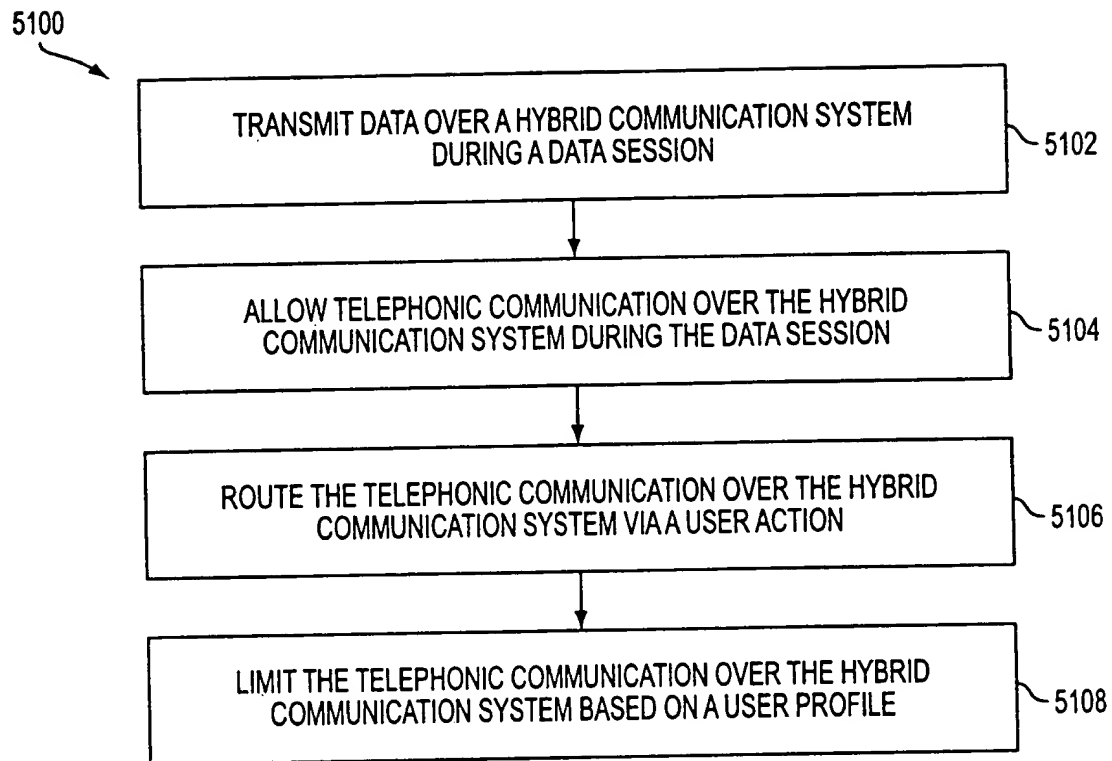 5100
TRANSMIT DATA OVER A HYBRID COMMUNICATION SYSTEM
DURING A DATA SESSION
5102
ALLOW TELEPHONIC COMMUNICATION OVER THE HYBRID
COMMUNICATION SYSTEM DURING THE DATA SESSION
5104
ROUTE THE TELEPHONIC COMMUNICATION OVER THE HYBRID
COMMUNICATION SYSTEM VIA A USER ACTION
5106
LIMIT THE TELEPHONIC COMMUNICATION OVER THE HYBRID
COMMUNICATION SYSTEM BASED ON A USER PROFILE
5108